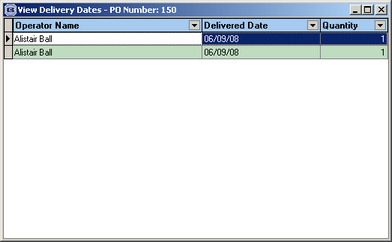 View Delivery Dates - PO Number: 150
Operator Name Delivered Date Quantity
Alistair Ball 06/09/08 1
Alistair Ball 06/09/08 1